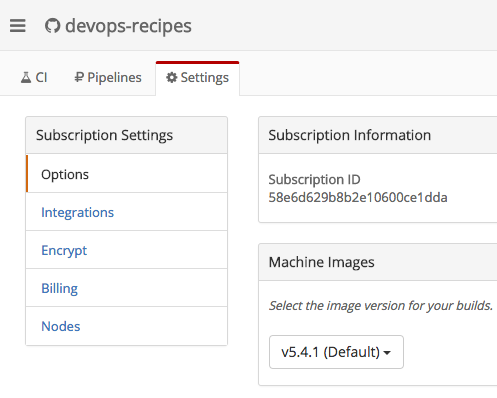 devops-recipes
CI Pipelines Settings
Subscription Settings
Options
Integrations
Encrypt
Billing
Nodes
Subscription Information
Subscription ID
58e6d629b8b2e10600ce1dda
Machine Images
Select the image version for your builds.
v5.4.1 (Default)